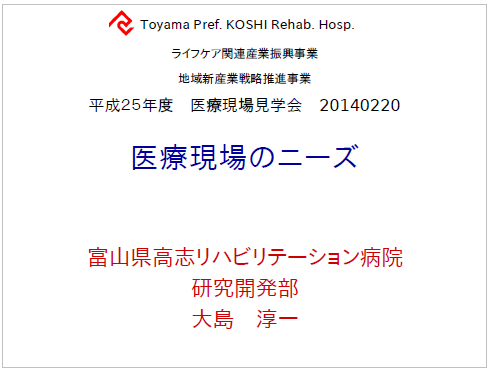 Toyama Pref. KOSHI Rehab. Hosp.
ライフケア関連産業振興事業
地域新産業戦略推進事業
平成25年度　医療現場見学会　20140220
医療現場のニーズ
富山県高志リハビリテーション病院
研究開発部
大島　淳一